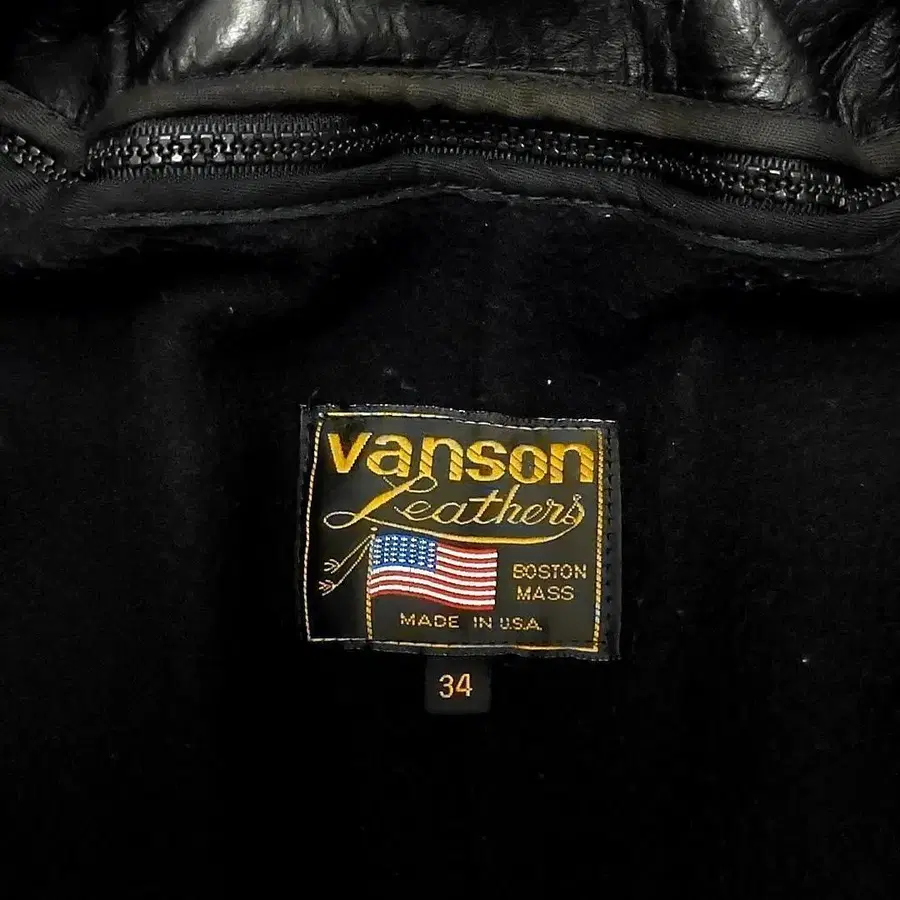 vanson
Leathers
BOSTON
MASS
MADE IN U.S.A.
34